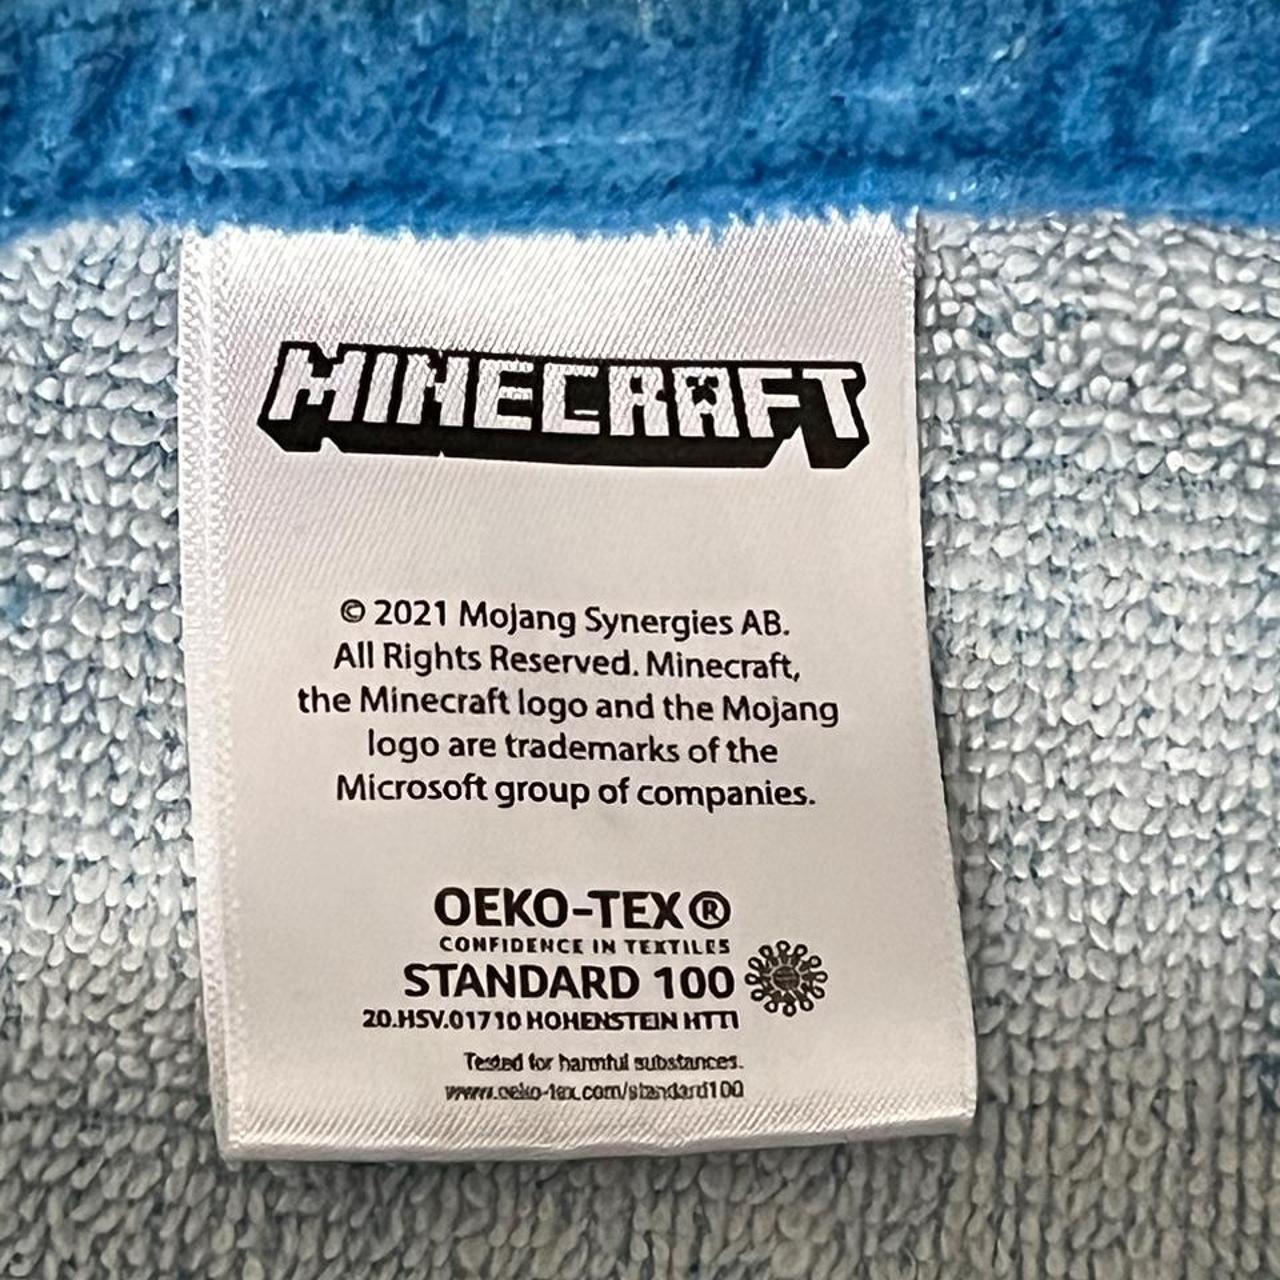 MINECRAFT
© 2021 Mojang Synergies AB.
All Rights Reserved. Minecraft,
the Minecraft logo and the Mojang
logo are trademarks of the
Microsoft group of companies.
OEKO-TEX®
CONFIDENCE IN TEXTILES
STANDARD 100
20.HSV.01710 HOHENSTEIN HTTI
Tested for harmful substances.
www.oeko-tex.com/standard100